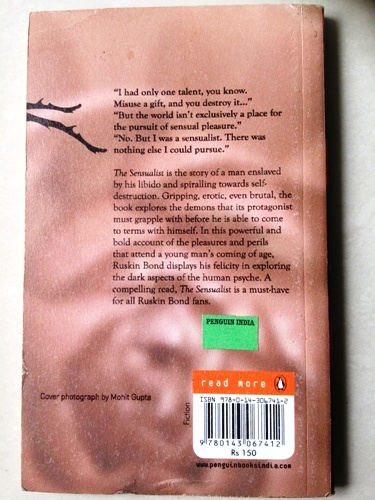 "I had only one talent, you know.
Misuse a gift, and you destroy it..."
"But the world isn't exclusively a place for
the pursuit of sensual pleasure."
"No. But I was a sensualist. There was
nothing else I could pursue."
The Sensualist is the story of a man enslaved
by his libido and spiralling towards self-
destruction. Gripping, erotic, even brutal, the
book explores the demons that its protagonist
must grapple with before he is able to come
to terms with himself. In this powerful and
bold account of the pleasures and perils
that attend a young man's coming of age,
Ruskin Bond displays his felicity in exploring
the dark aspects of the human psyche. A
compelling read, The Sensualist is a must-have
for all Ruskin Bond fans.
PENGUIN INDIA
read more
Cover photograph by Mohit Gupta
Fiction
ISBN 978-0-14-306741-2
9 780143 067412
Rs 150
www.penguinbooksindia.com